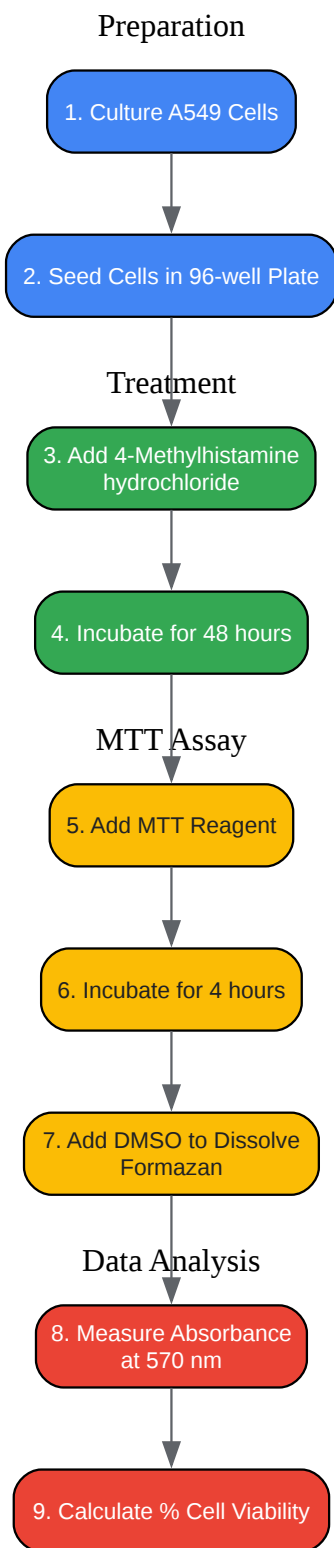 Preparation
1. Culture A549 Cells
2. Seed Cells in 96-well Plate
Treatment
3. Add 4-Methylhistamine
hydrochloride
4. Incubate for 48 hours
MTT Assay
5. Add MTT Reagent
6. Incubate for 4 hours
7. Add DMSO to Dissolve
Formazan
Data Analysis
8. Measure Absorbance
at 570 nm
9. Calculate % Cell Viability